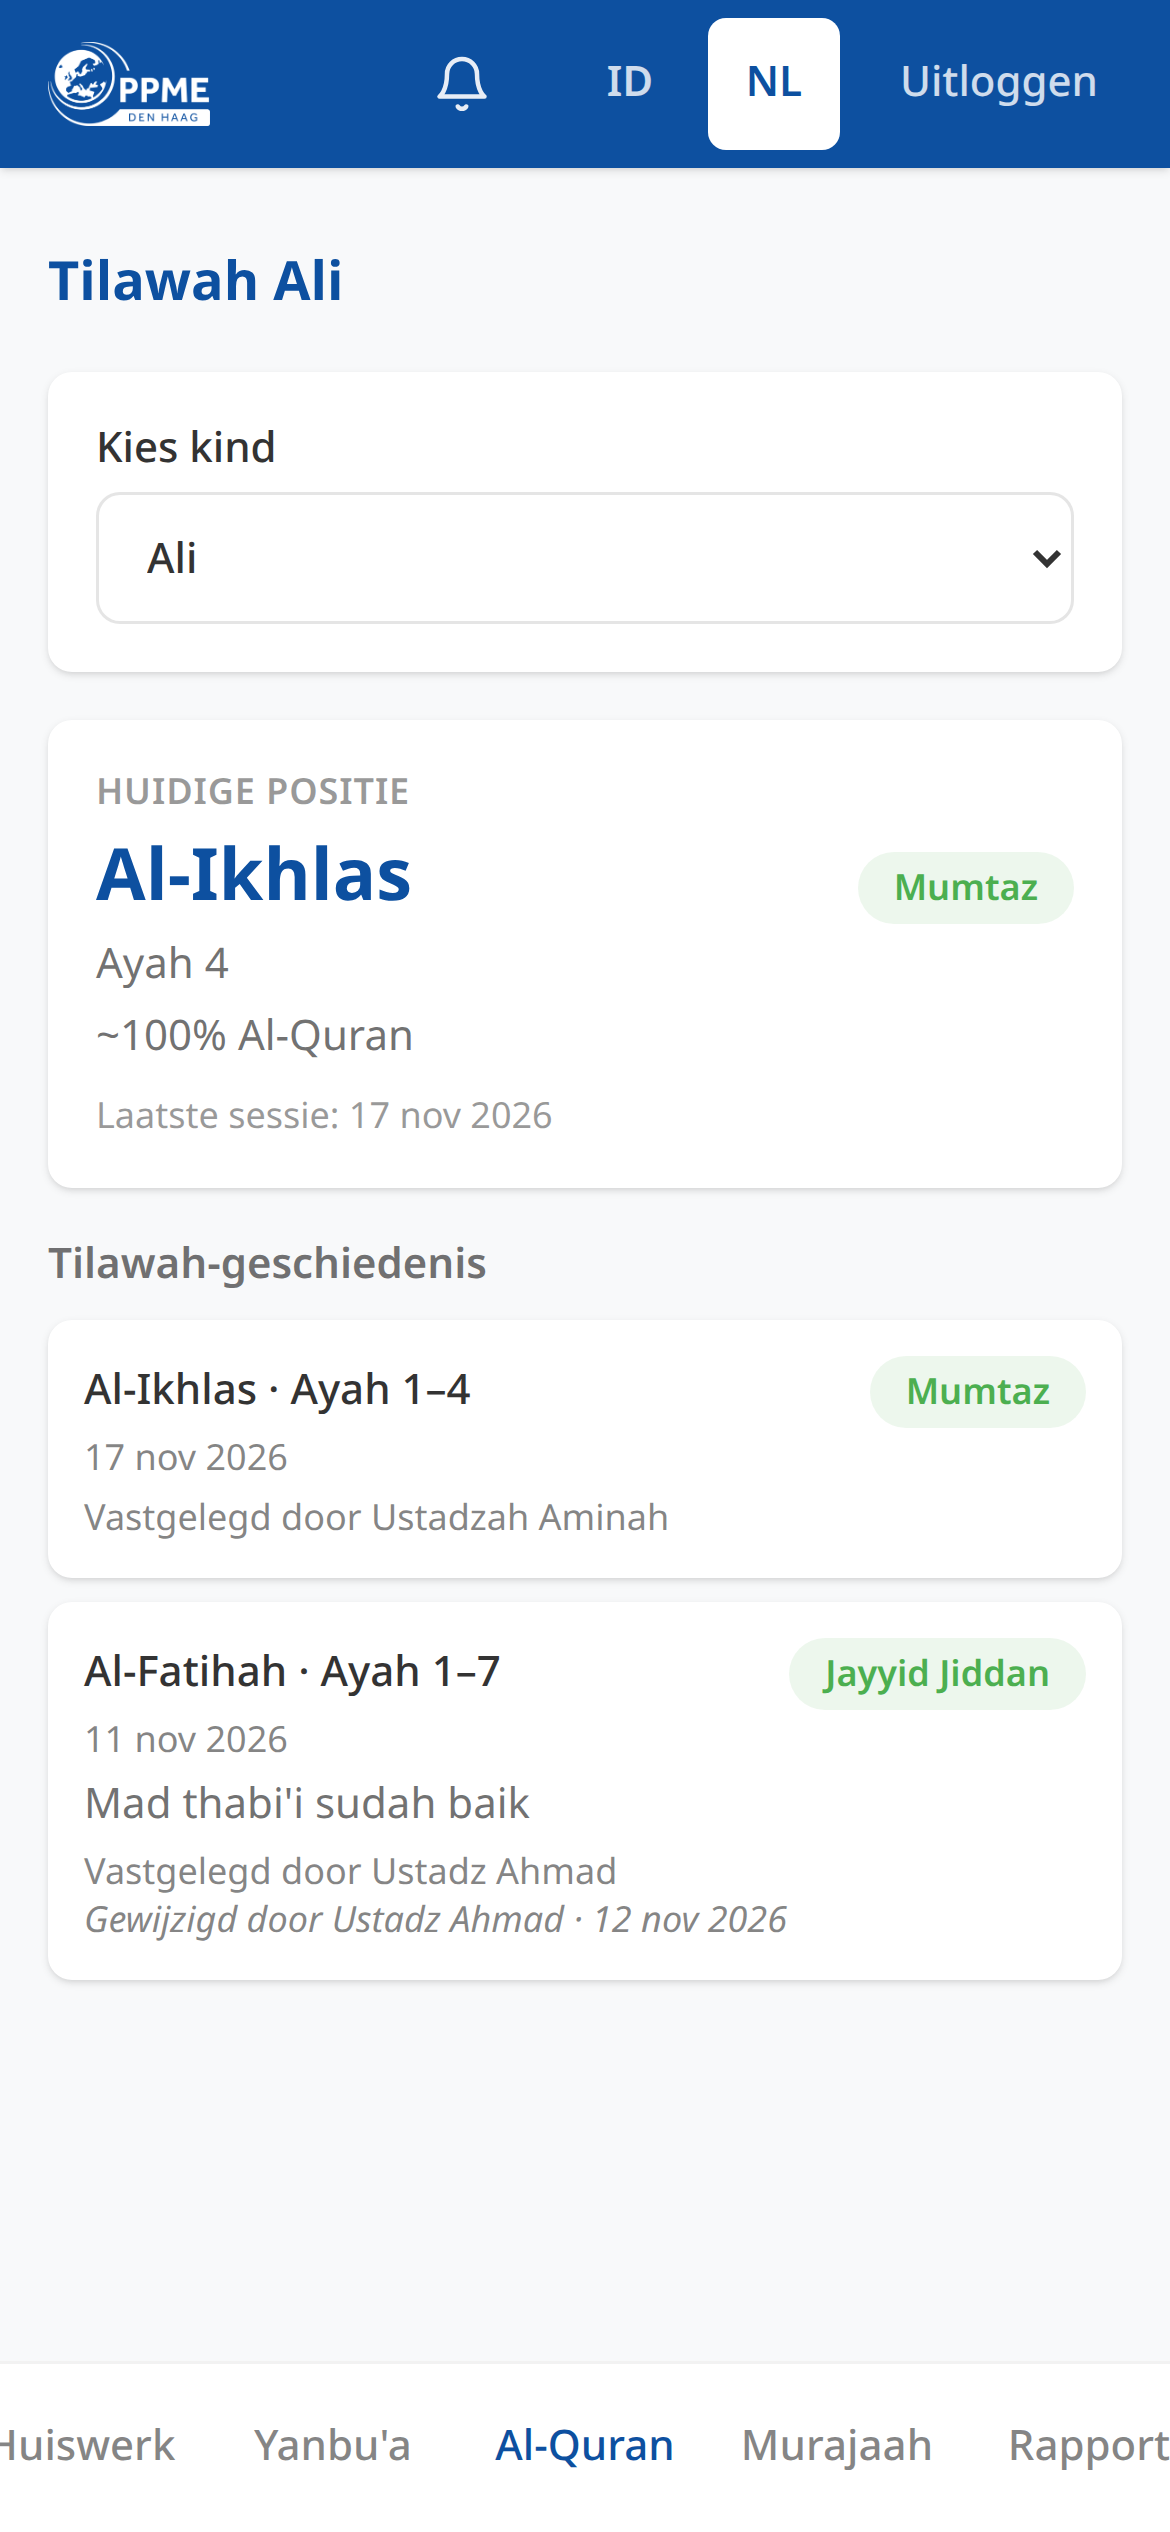 PPME
DEN HAAG
ID
NL
Uitloggen
Tilawah Ali
Kies kind
Ali
HUIDIGE POSITIE
Al-Ikhlas
Mumtaz
Ayah 4
~100% Al-Quran
Laatste sessie: 17 nov 2026
Tilawah-geschiedenis
Al-Ikhlas · Ayah 1–4
Mumtaz
17 nov 2026
Vastgelegd door Ustadzah Aminah
Al-Fatihah · Ayah 1–7
Jayyid Jiddan
11 nov 2026
Mad thabi'i sudah baik
Vastgelegd door Ustadz Ahmad
Gewijzigd door Ustadz Ahmad · 12 nov 2026
Huiswerk
Yanbu'a
Al-Quran
Murajaah
Rapport